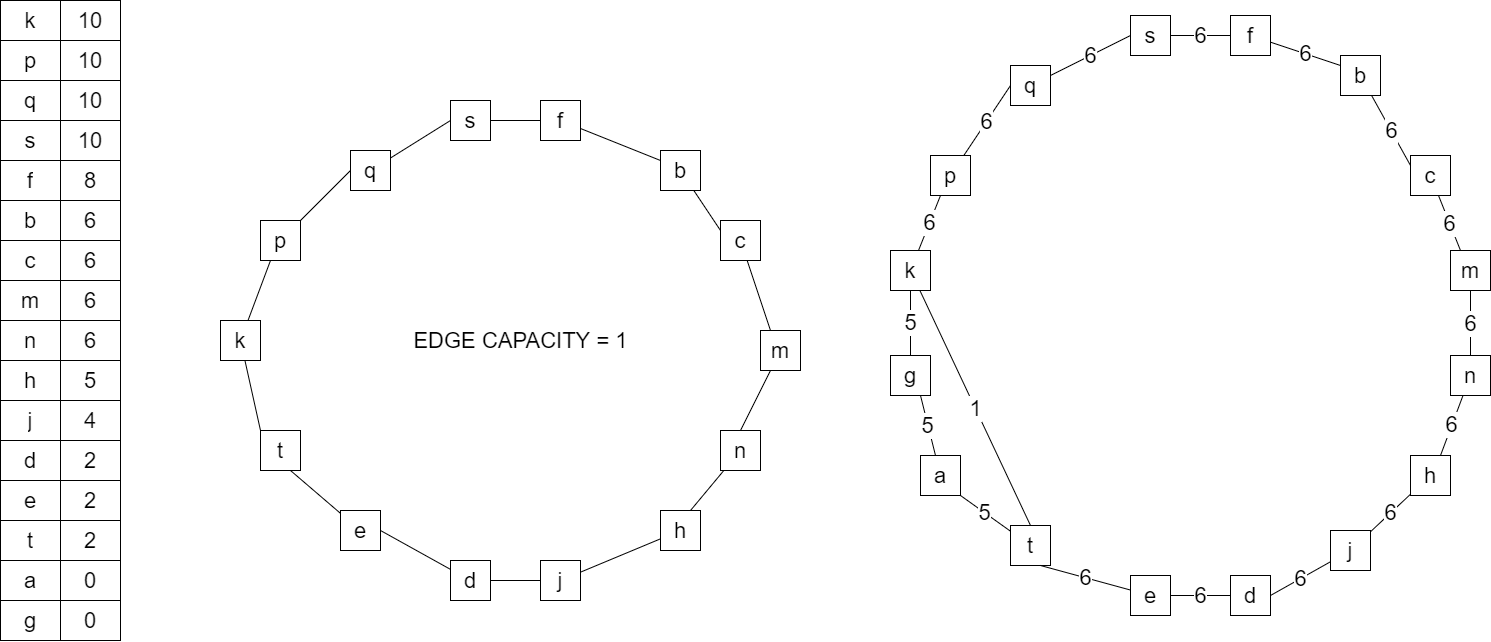 k 10
p 10
q 10
s 10
f 8
b 6
c 6
m 6
n 6
h 5
j 4
d 2
e 2
t 2
a 0
g 0
s f
q b
p c
k EDGE CAPACITY = 1 m
t n
e h
d j
s 6 f
6 6
q b
6 6
p c
6 6
k m
5 6
g n
1
5 6
a h
5 6
t j
6 6
e 6 d